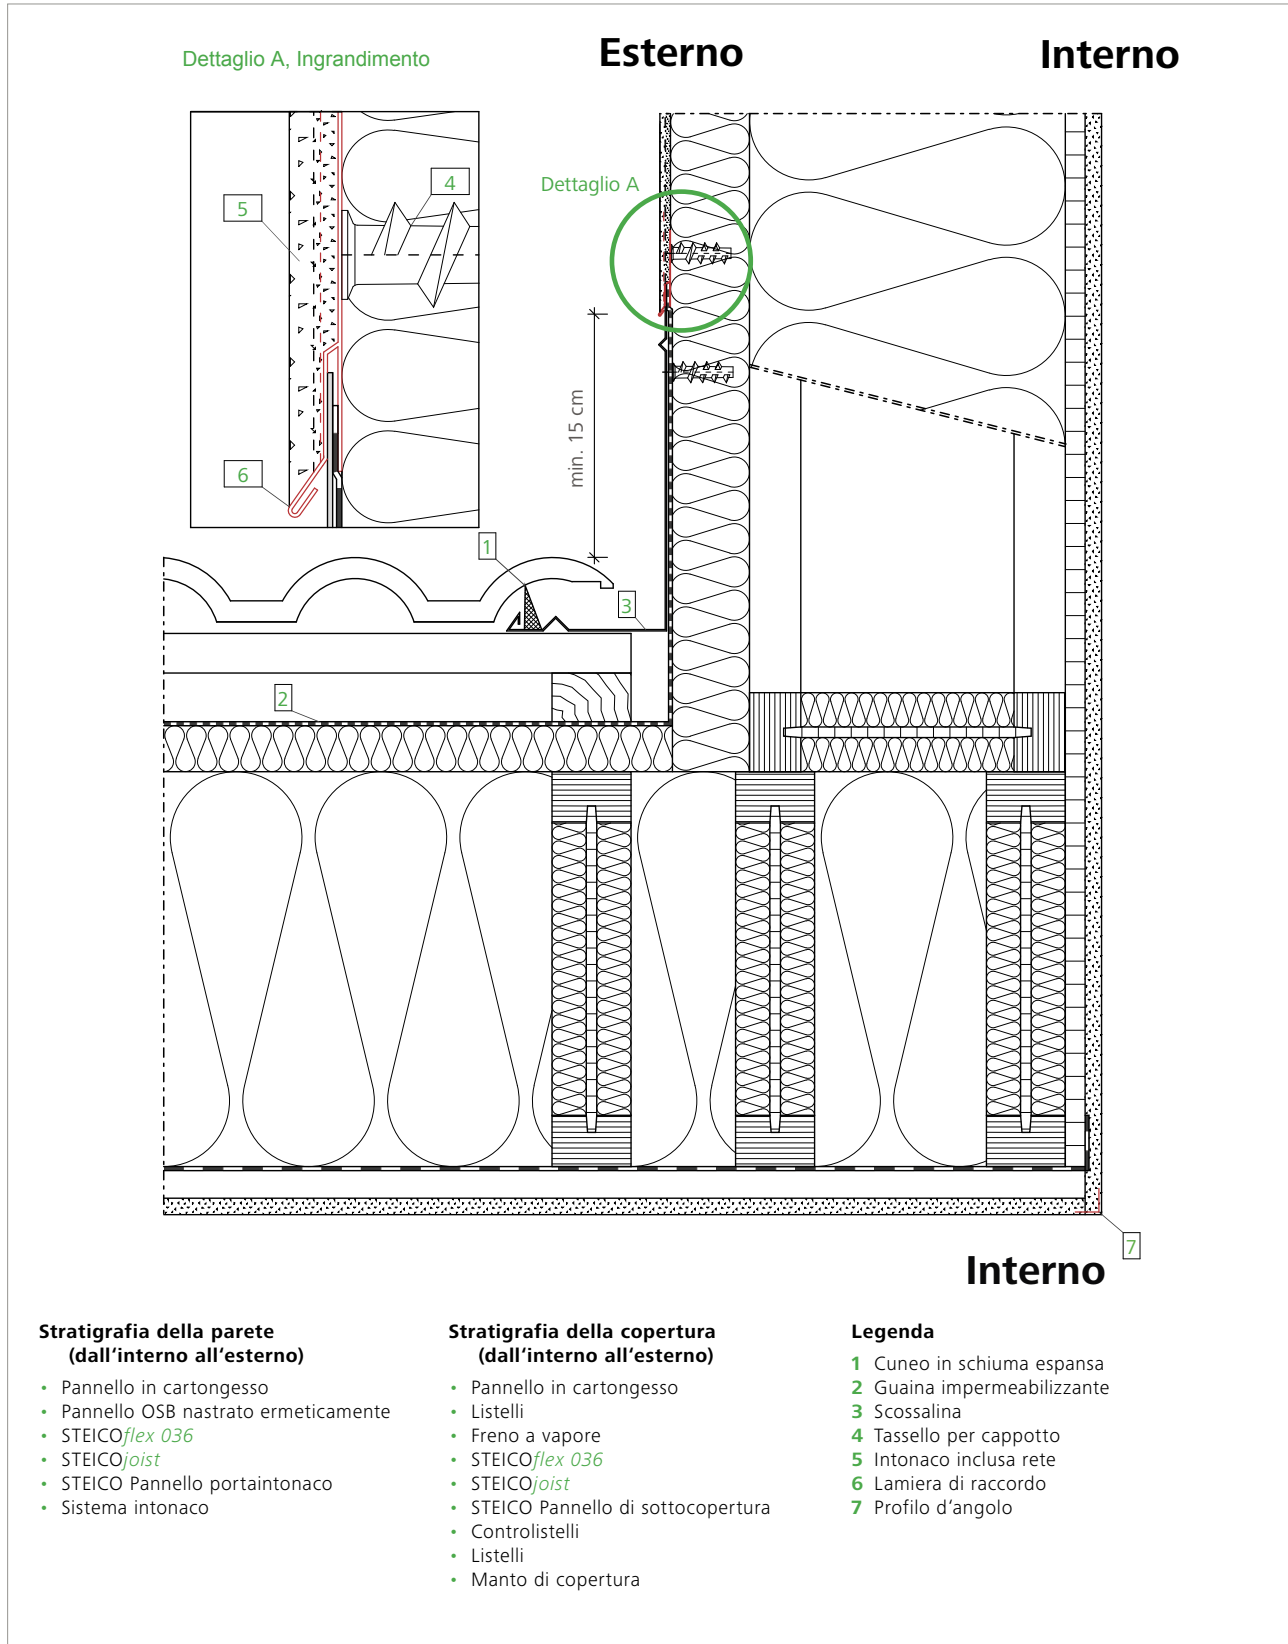 Dettaglio A, Ingrandimento
Esterno
Interno
4
5
Dettaglio A
6
min. 15 cm
1
3
2
7
Interno
Stratigrafia della parete
(dall‘interno all‘esterno)
• Pannello in cartongesso
• Pannello OSB nastrato ermeticamente
• STEICOflex 036
• STEICOjoist
• STEICO Pannello portaintonaco
• Sistema intonaco
Stratigrafia della copertura
(dall‘interno all‘esterno)
• Pannello in cartongesso
• Listelli
• Freno a vapore
• STEICOflex 036
• STEICOjoist
• STEICO Pannello di sottocopertura
• Controlistelli
• Listelli
• Manto di copertura
Legenda
1 Cuneo in schiuma espansa
2 Guaina impermeabilizzante
3 Scossalina
4 Tassello per cappotto
5 Intonaco inclusa rete
6 Lamiera di raccordo
7 Profilo d’angolo